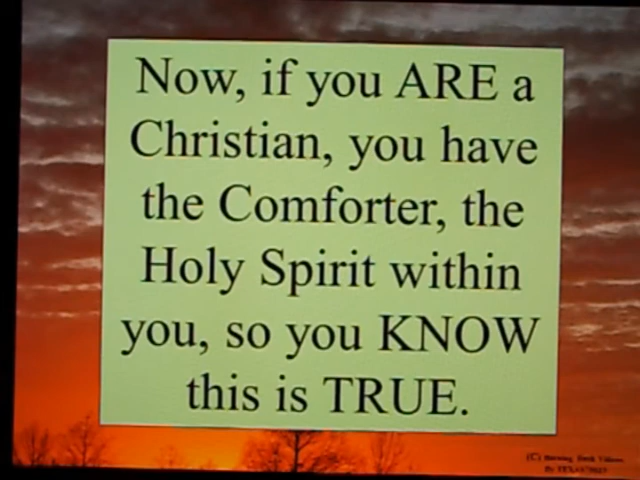 Now, if you ARE a
Christian, you have
the Comforter, the
Holy Spirit within
you, so you KNOW
this is TRUE.
(C)
By